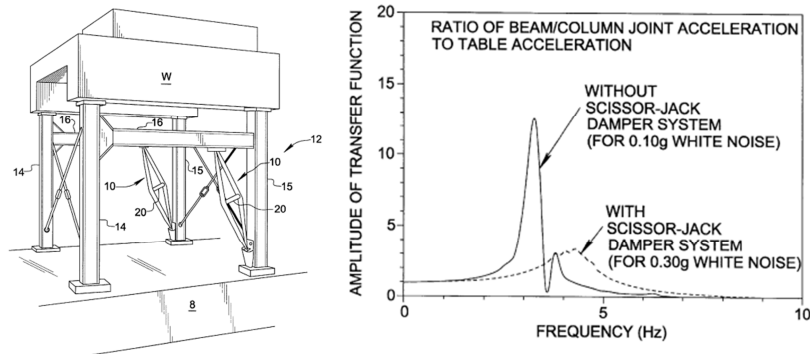 W
16
16
12
14
10
15
10
15
20
20
14
8
RATIO OF BEAM/COLUMN JOINT ACCELERATION
TO TABLE ACCELERATION
WITHOUT
SCISSOR-JACK
DAMPER SYSTEM
(FOR 0.10g WHITE NOISE)
WITH
SCISSOR-JACK
DAMPER SYSTEM
(FOR 0.30g WHITE NOISE)
AMPLITUDE OF TRANSFER FUNCTION
20
15
10
5
0
0
5
10
FREQUENCY (Hz)